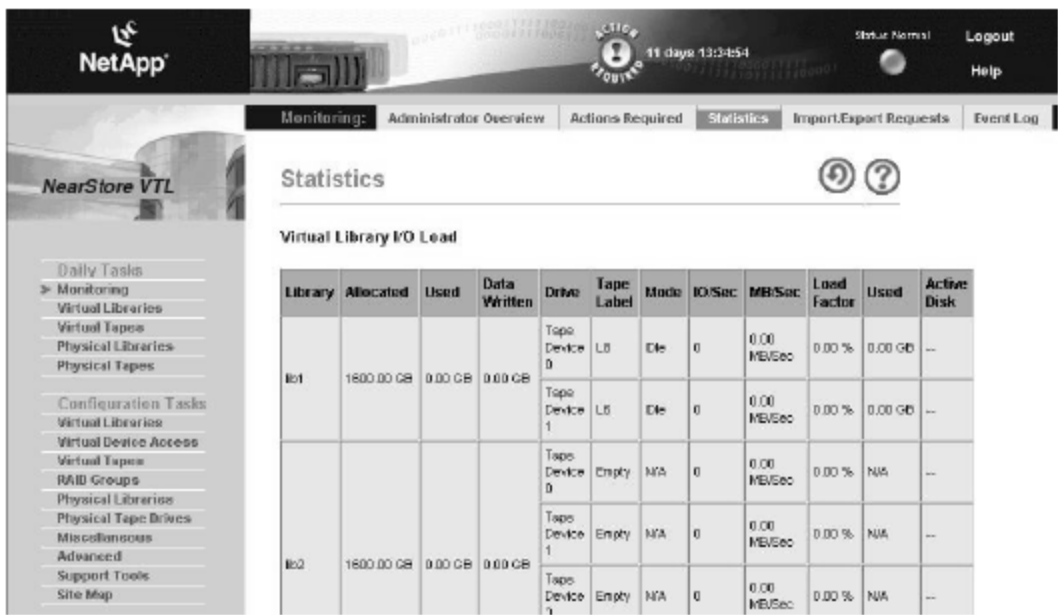 NetApp
ACTION REQUIRED
11 days 13:34:54
Status Normal
Logout
Help
Monitoring: Administrator Overview Actions Required Statistics Import/Export Requests Event Log
NearStore VTL
Statistics
Virtual Library I/O Load
Daily Tasks
Monitoring
Virtual Libraries
Virtual Tapes
Physical Libraries
Physical Tapes
Configuration Tasks
Virtual Libraries
Virtual Device Access
Virtual Tapes
RAID Groups
Physical Libraries
Physical Tape Drives
Miscellaneous
Advanced
Support Tools
Site Map
Library Allocated Used Data Written Drive Tape Label Mode IO/Sec MB/Sec Load Factor Used Active Disk
lib1 1600.00 GB 0.00 GB 0.00 GB
Tape Device 0 Idle 0 0.00 MB/Sec 0.00 % 0.00 GB ---
Tape Device 1 Idle 0 0.00 MB/Sec 0.00 % 0.00 GB ---
lib2 1600.00 GB 0.00 GB 0.00 GB
Tape Device 0 Empty N/A 0 0.00 MB/Sec 0.00 % N/A ---
Tape Device 1 Empty N/A 0 0.00 MB/Sec 0.00 % N/A ---
Tape Device Empty N/A 0 0.00 MB/Sec 0.00 % N/A ---